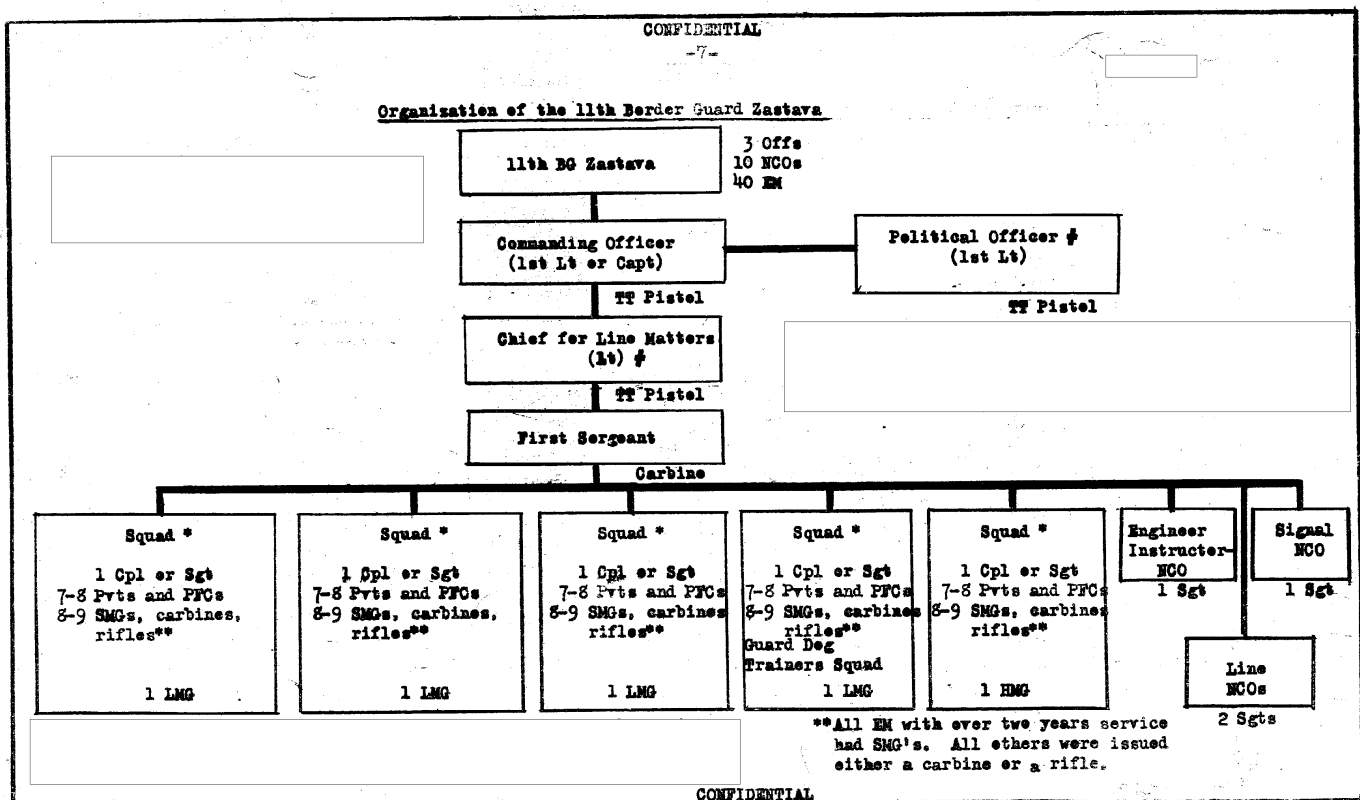 CONFIDENTIAL
-7-
Organization of the 11th Border Guard Zastava
11th BG Zastava
3 Offs
10 NCOs
40 EM
Commanding Officer
(1st Lt or Capt)
TT Pistol
Political Officer #
(1st Lt)
TT Pistol
Chief for Line Matters
(Lt) #
TT Pistol
First Sergeant
Carbine
Squad *
1 Cpl or Sgt
7-8 Pvts and PFCs
8-9 SMGs, carbines,
rifles**
1 LMG
Squad *
1 Cpl or Sgt
7-8 Pvts and PFCs
8-9 SMGs, carbines,
rifles**
1 LMG
Squad *
1 Cpl or Sgt
7-8 Pvts and PFCs
8-9 SMGs, carbines
rifles**
1 LMG
Squad *
1 Cpl or Sgt
7-8 Pvts and PFCs
8-9 SMGs, carbines
rifles**
Guard Dog
Trainers Squad
1 LMG
Squad *
1 Cpl or Sgt
7-8 Pvts and PFCs
8-9 SMGs, carbines
rifles**
1 HMG
Engineer
Instructor-
NCO
1 Sgt
Signal
NCO
1 Sgt
Line
NCOs
2 Sgts
**All EM with over two years service
had SMG's. All others were issued
either a carbine or a rifle.
CONFIDENTIAL